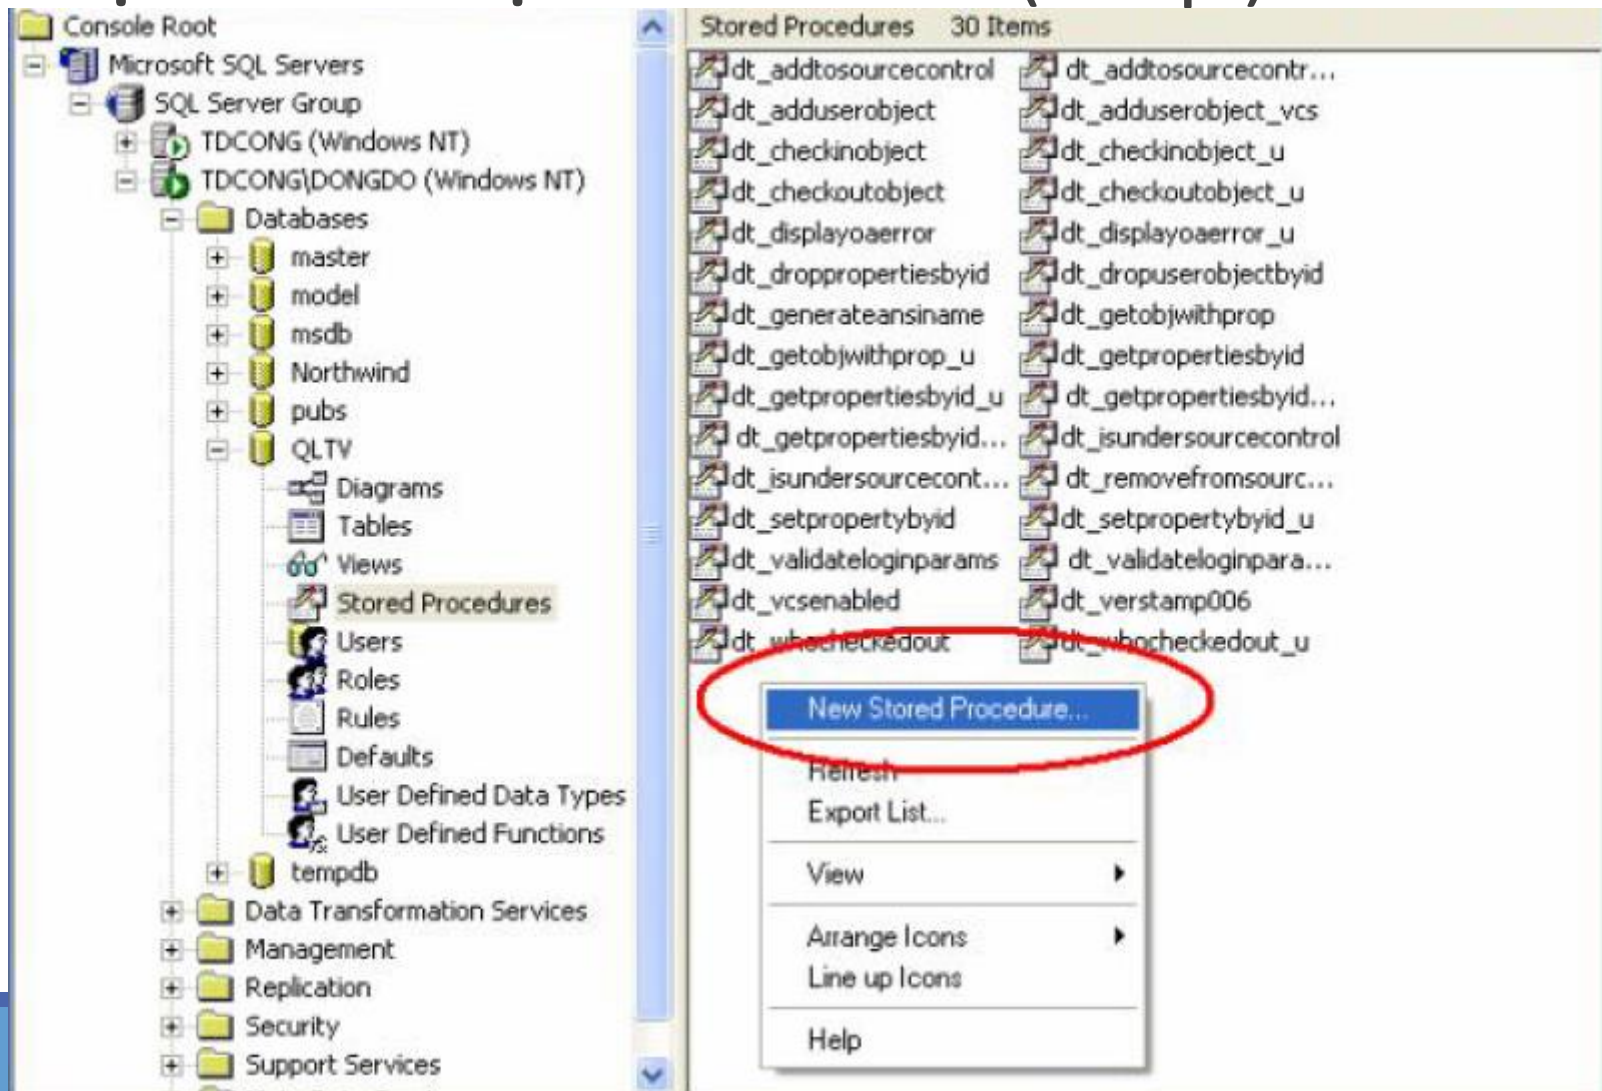 Console Root
Microsoft SQL Servers
SQL Server Group
TDCONG (Windows NT)
TDCONG\DONGDO (Windows NT)
Databases
master
model
msdb
Northwind
pubs
QLTV
Diagrams
Tables
Views
Stored Procedures
Users
Roles
Rules
Defaults
User Defined Data Types
User Defined Functions
tempdb
Data Transformation Services
Management
Replication
Security
Support Services
Stored Procedures 30 Items
dt_addtosourcecontrol dt_addtosourcecontr...
dt_adduserobject dt_adduserobject_vcs
dt_checkinobject dt_checkinobject_u
dt_checkoutobject dt_checkoutobject_u
dt_displayoaerror dt_displayoaerror_u
dt_droppropertiesbyid dt_dropuserobjectbyid
dt_generateansiname dt_getobjwithprop
dt_getobjwithprop_u dt_getpropertiesbyid
dt_getpropertiesbyid_u dt_getpropertiesbyid...
dt_getpropertiesbyid... dt_isundersourcecontrol
dt_isundersourcecont... dt_removefromsourc...
dt_setpropertybyid dt_setpropertybyid_u
dt_validateloginparams dt_validateloginpara...
dt_vcsenabled dt_verstamp006
dt_whocheckedout dt_whocheckedout_u
New Stored Procedure...
Refresh
Export List...
View
Arrange Icons
Line up Icons
Help